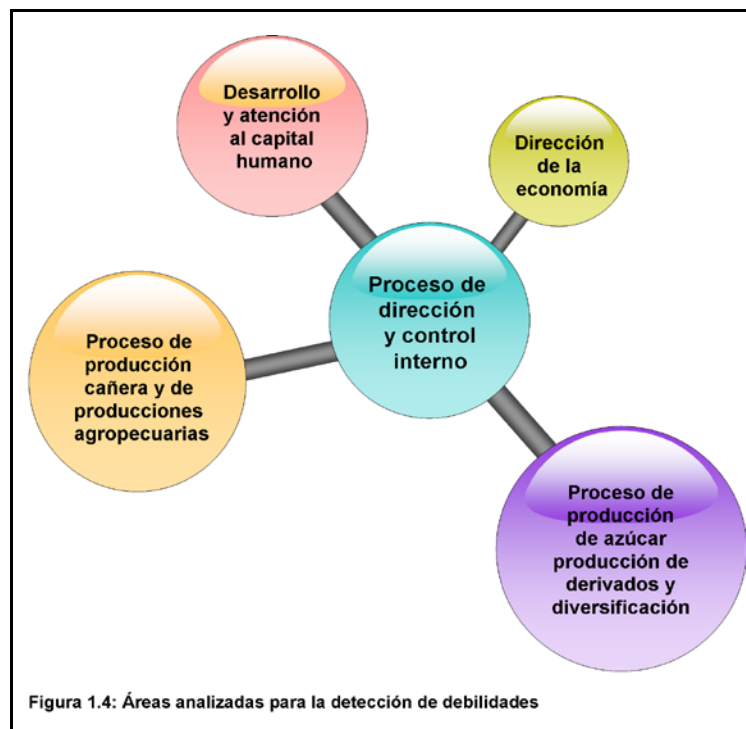 Desarrollo
y atención
al capital
humano
Dirección
de la
economía
Proceso de
dirección
y control
interno
Proceso de
producción
cañera y de
producciones
agropecuarias
Proceso de
producción
de azúcar
producción de
derivados y
diversificación
Figura 1.4: Áreas analizadas para la detección de debilidades